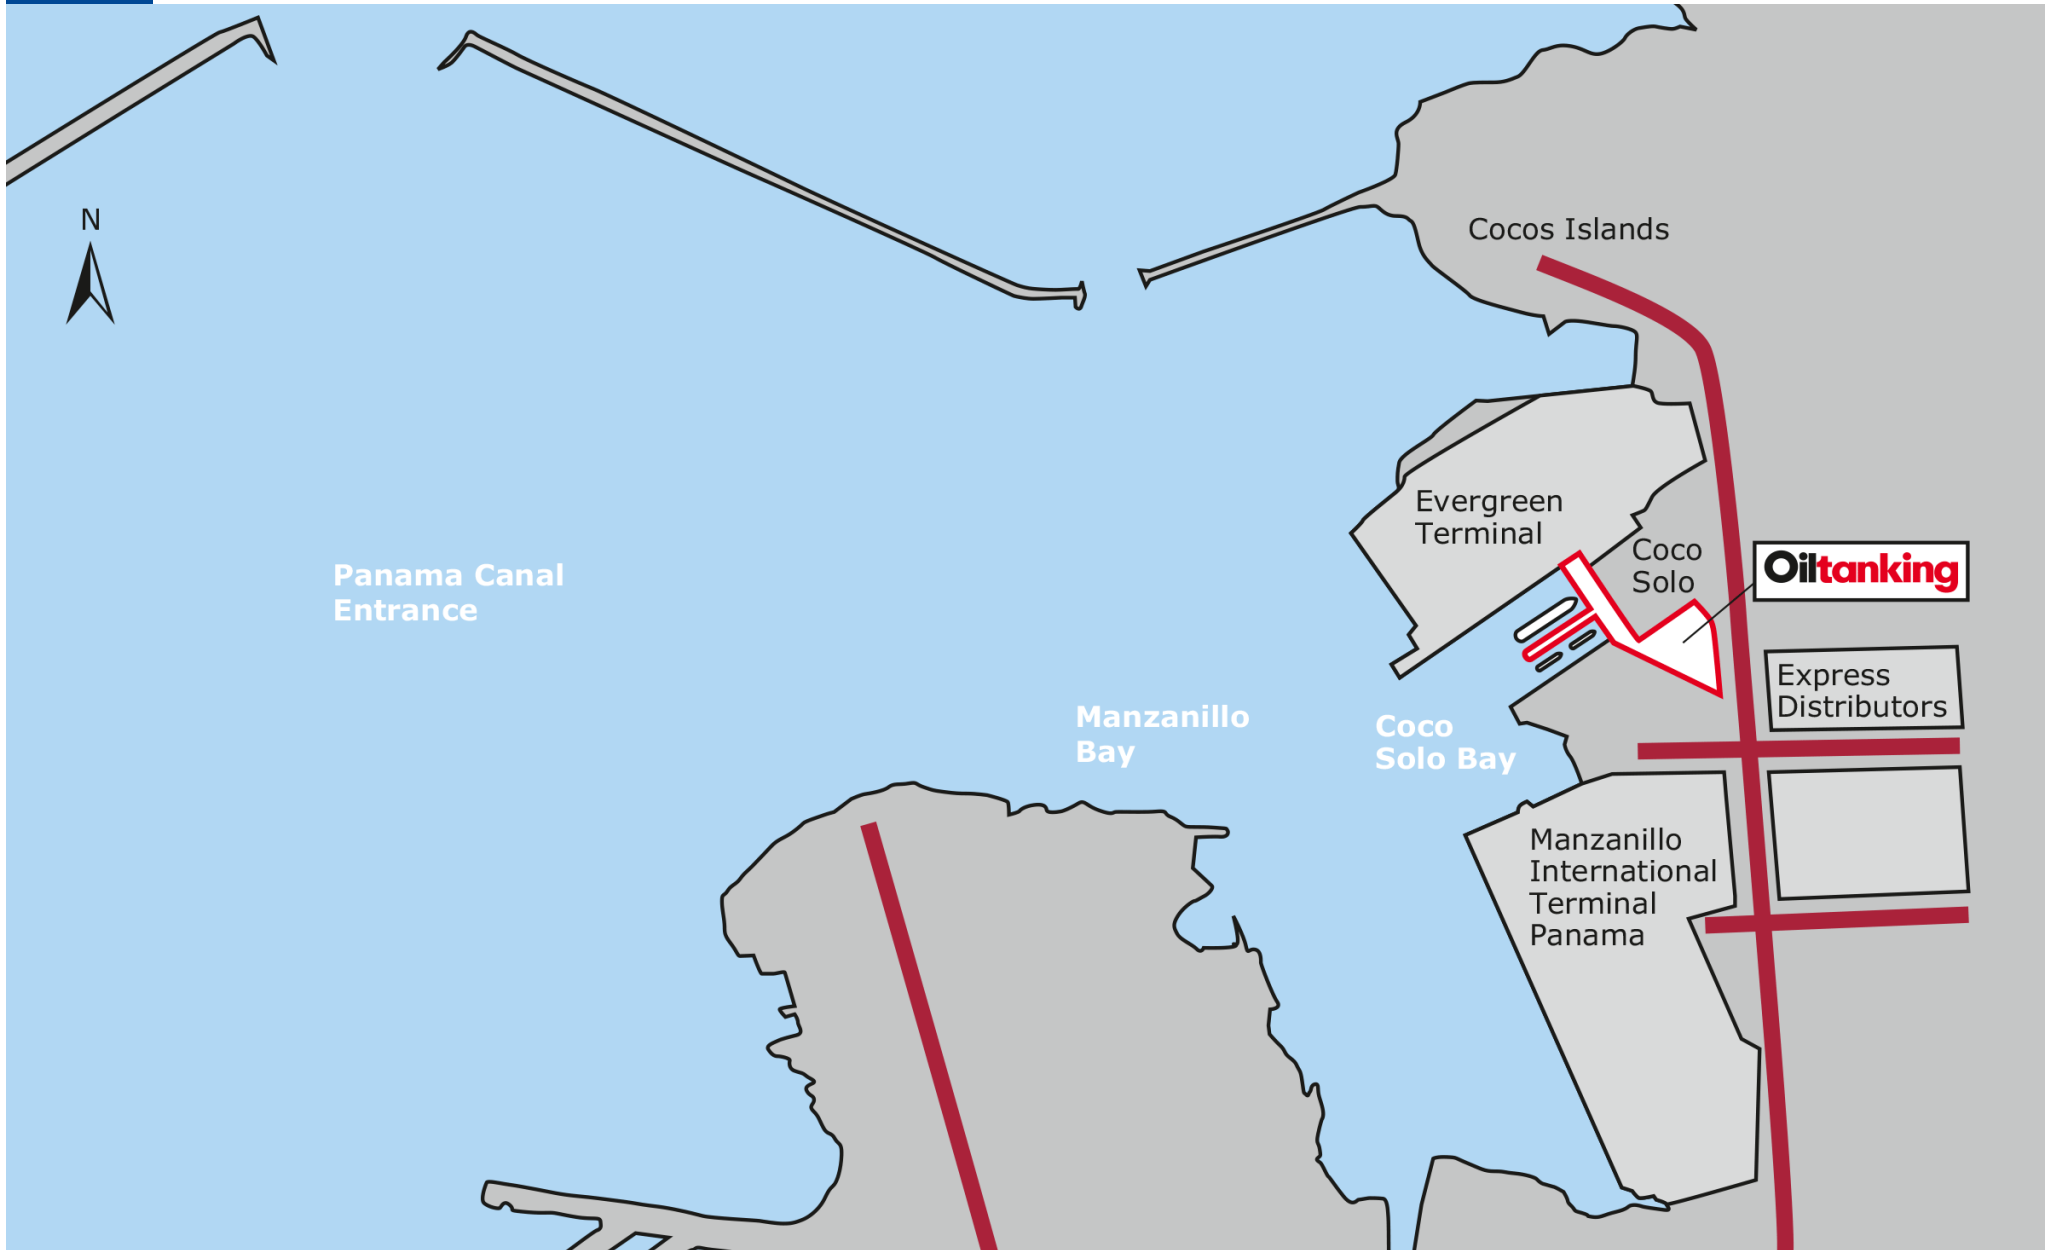 N
Cocos Islands
Evergreen
Terminal
Coco
Solo
Oiltanking
Panama Canal
Entrance
Express
Distributors
Manzanillo
Bay
Coco
Solo Bay
Manzanillo
International
Terminal
Panama